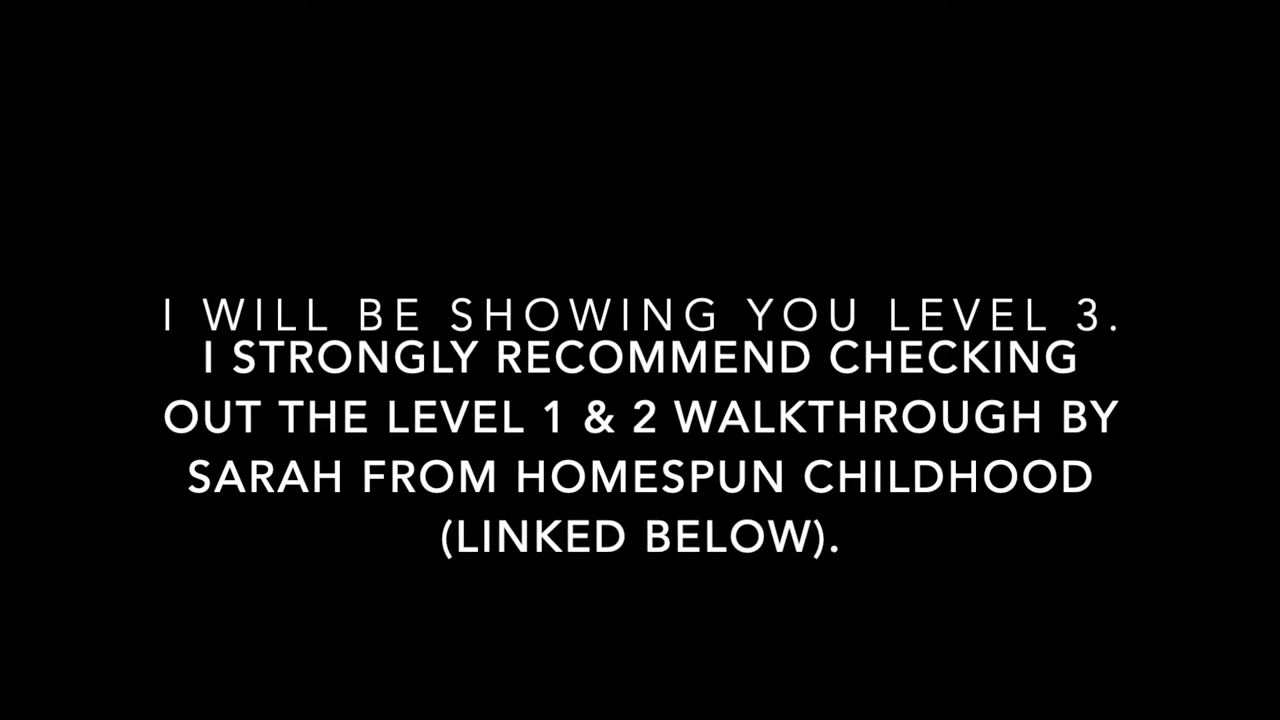 I WILL BE SHOWING YOU LEVEL 3.
I STRONGLY RECOMMEND CHECKING
OUT THE LEVEL 1 & 2 WALKTHROUGH BY
SARAH FROM HOMESPUN CHILDHOOD
(LINKED BELOW).